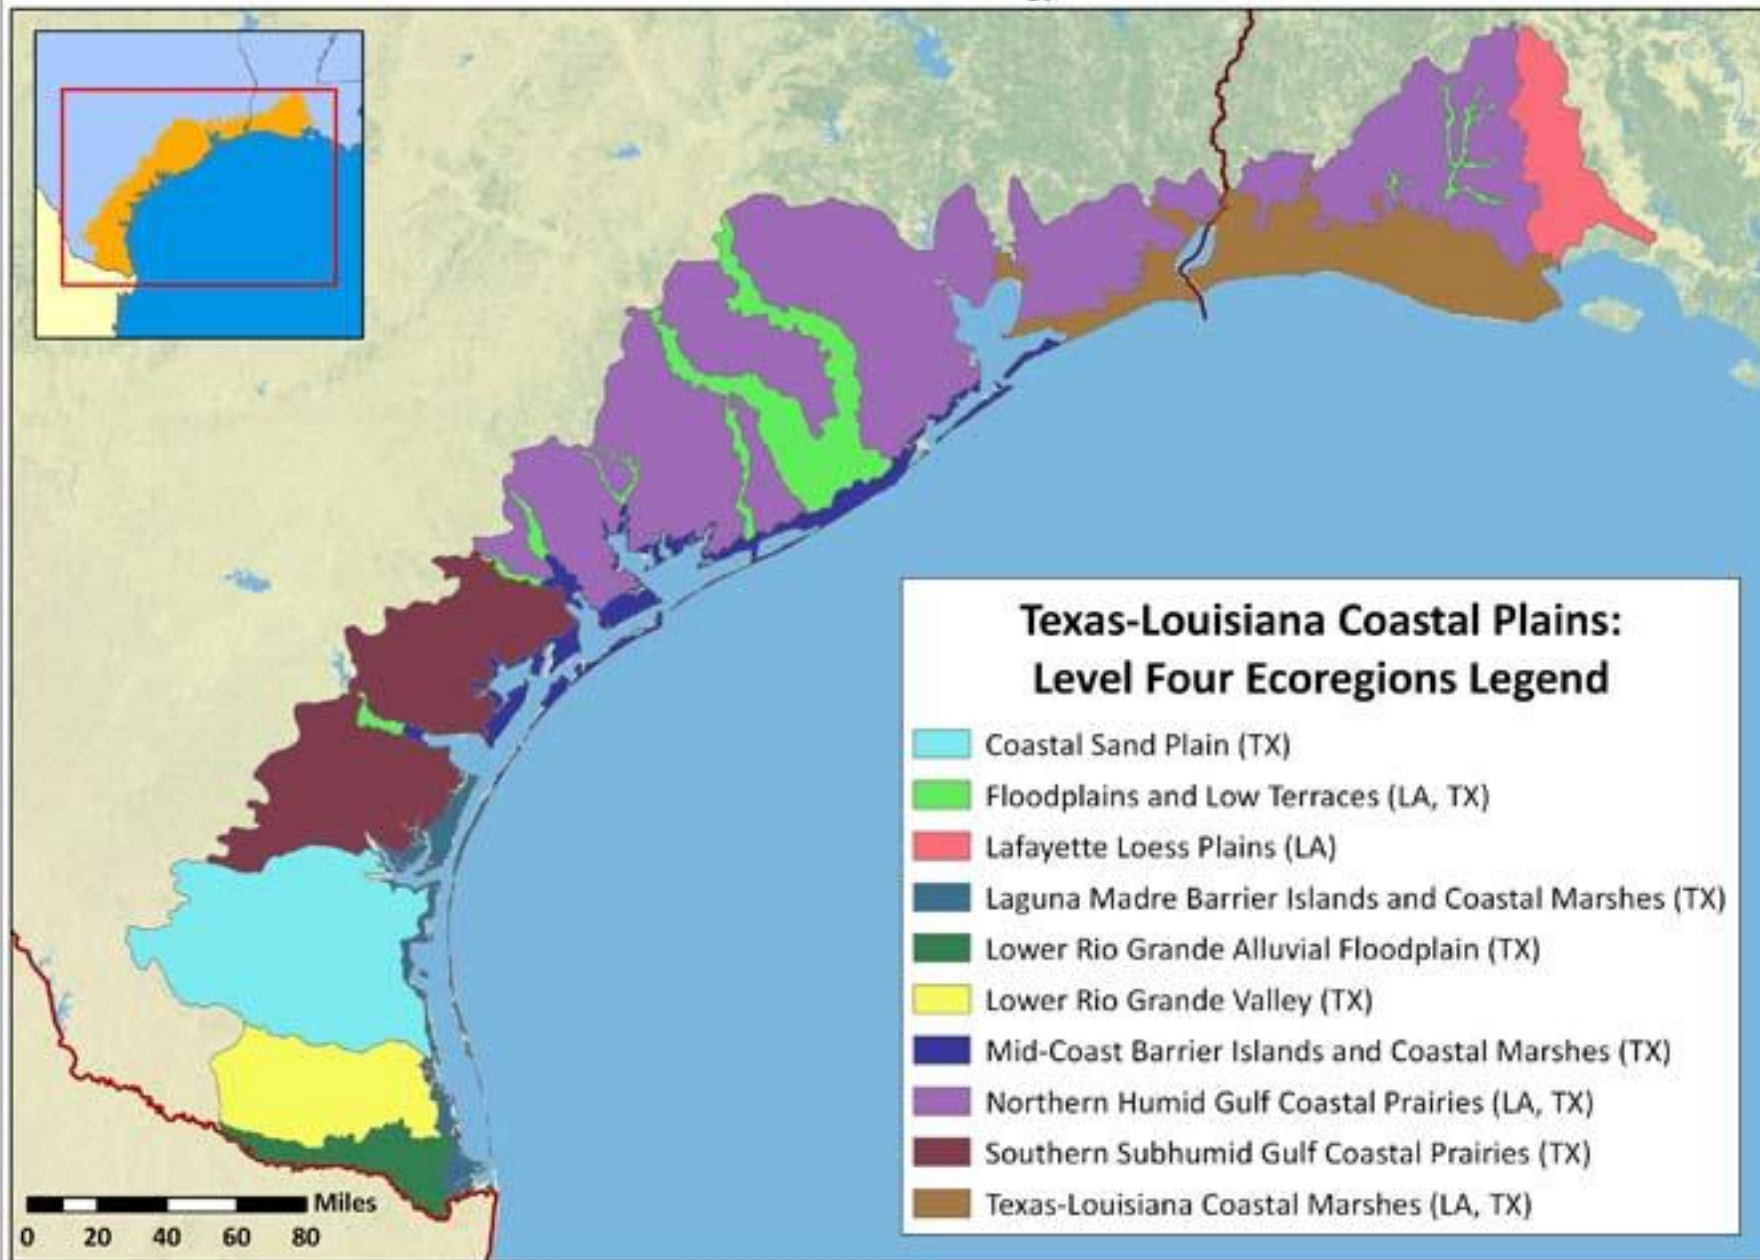 Texas-Louisiana Coastal Plains:
Level Four Ecoregions Legend
Coastal Sand Plain (TX)
Floodplains and Low Terraces (LA, TX)
Lafayette Loess Plains (LA)
Laguna Madre Barrier Islands and Coastal Marshes (TX)
Lower Rio Grande Alluvial Floodplain (TX)
Lower Rio Grande Valley (TX)
Mid-Coast Barrier Islands and Coastal Marshes (TX)
Northern Humid Gulf Coastal Prairies (LA, TX)
Southern Subhumid Gulf Coastal Prairies (TX)
Texas-Louisiana Coastal Marshes (LA, TX)
Miles
0 20 40 60 80